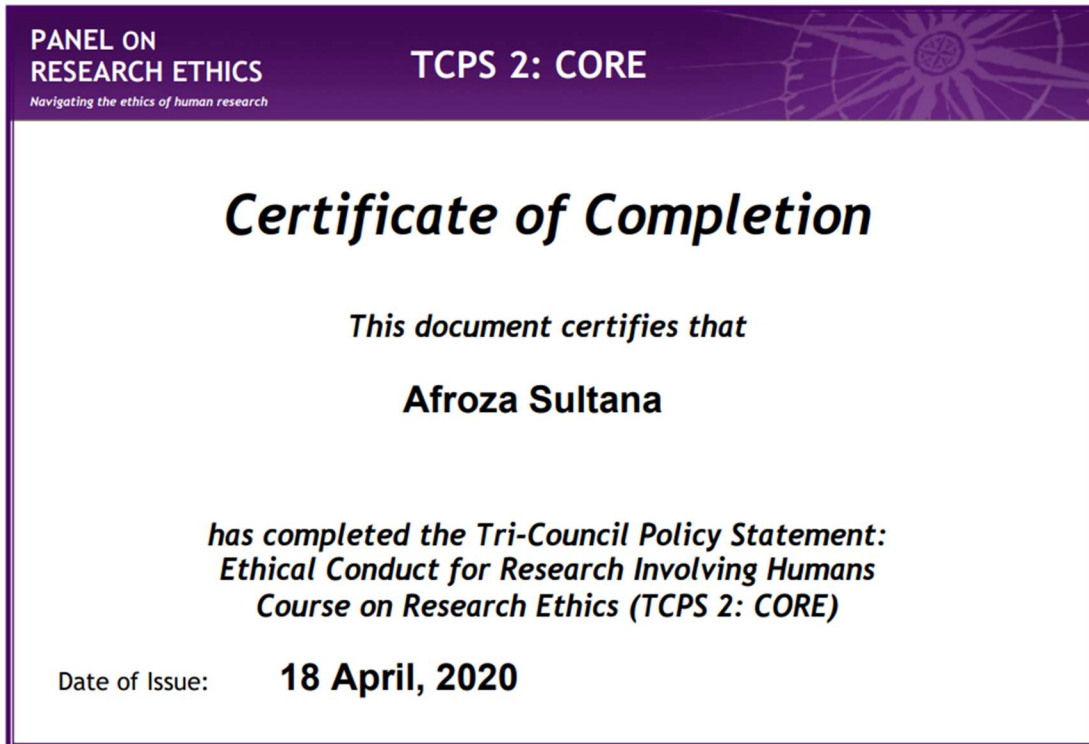 PANEL ON
RESEARCH ETHICS
Navigating the ethics of human research
TCPS 2: CORE
Certificate of Completion
This document certifies that
Afroza Sultana
has completed the Tri-Council Policy Statement:
Ethical Conduct for Research Involving Humans
Course on Research Ethics (TCPS 2: CORE)
Date of Issue: 18 April, 2020